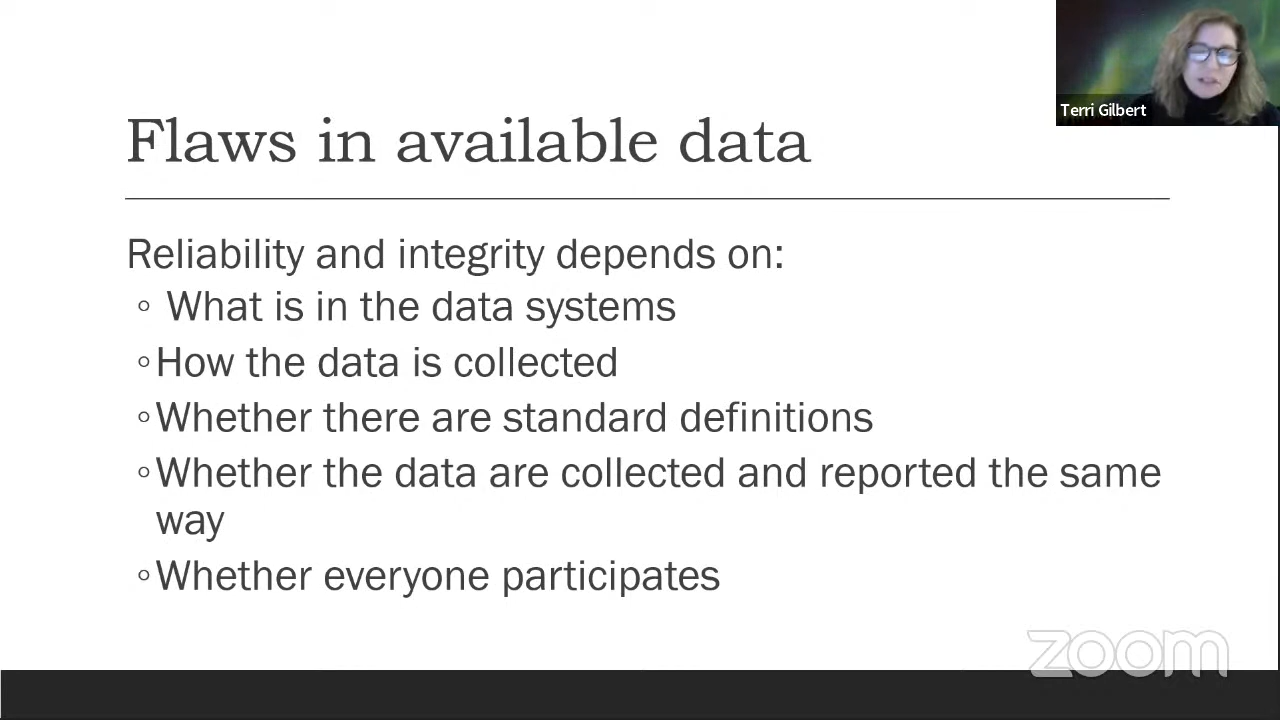 Terri Gilbert
Flaws in available data
Reliability and integrity depends on:
◦ What is in the data systems
◦How the data is collected
◦Whether there are standard definitions
◦Whether the data are collected and reported the same
way
◦Whether everyone participates
zoom